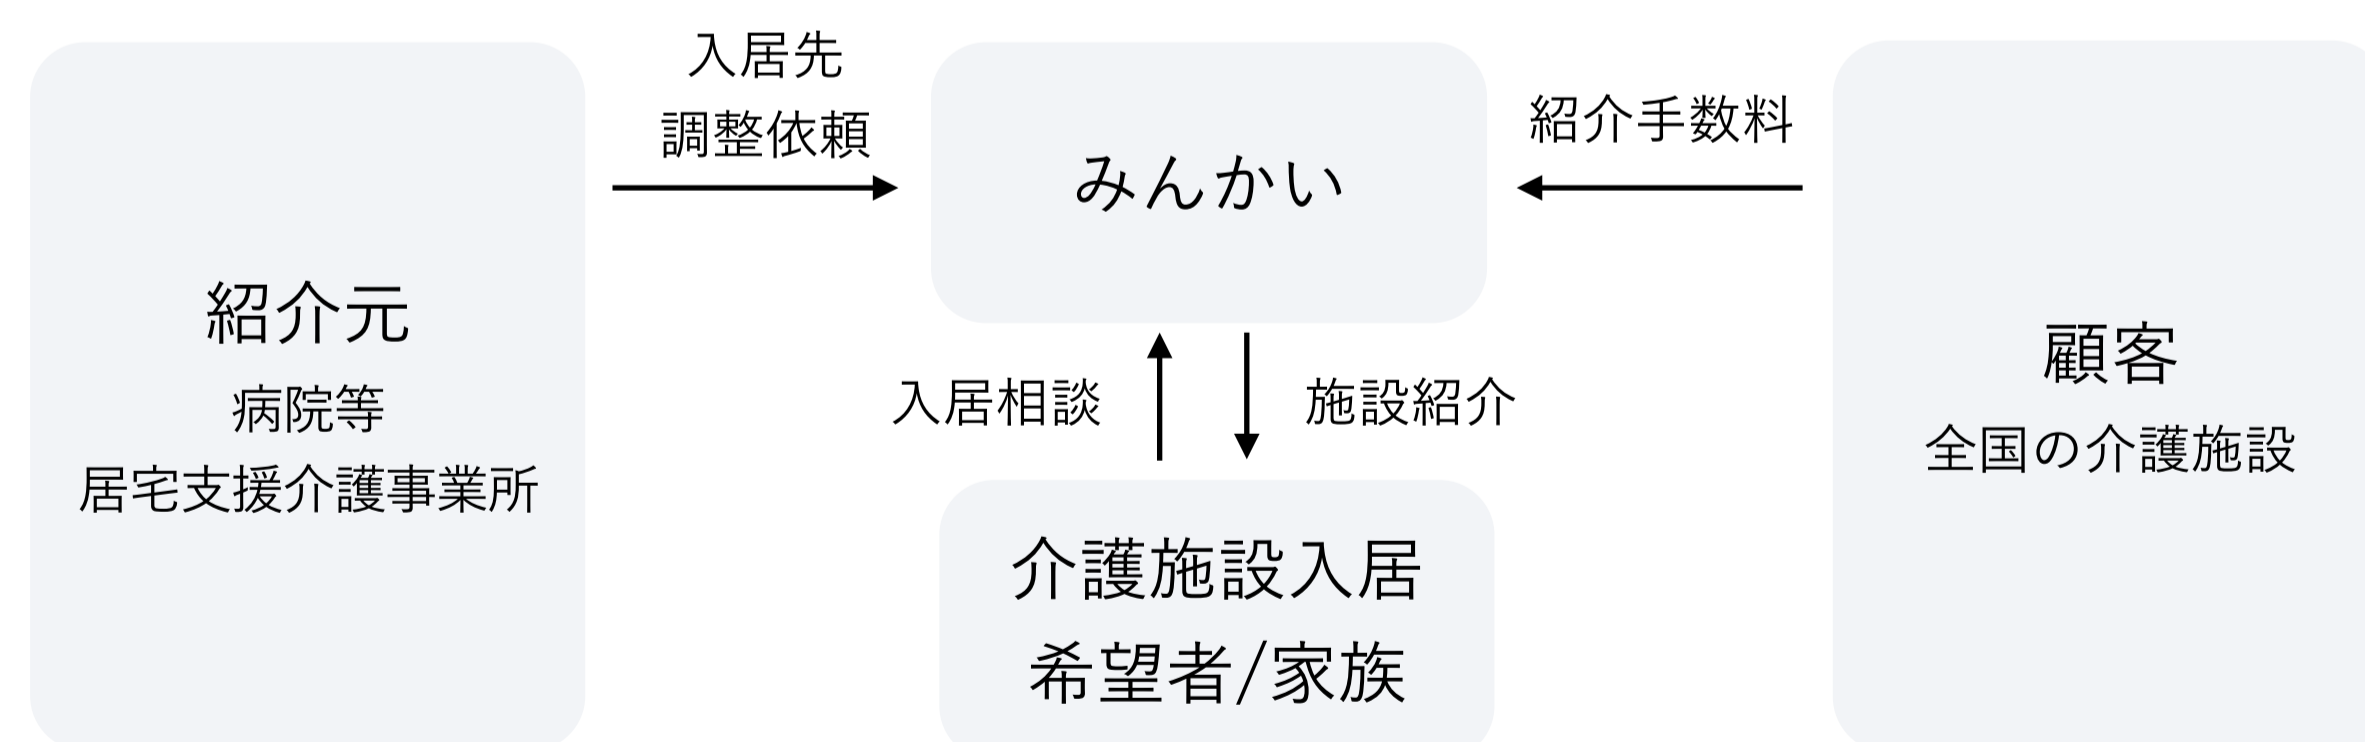 紹介元
病院等
居宅支援介護事業所
入居先
調整依頼
みんかい
入居相談
施設紹介
介護施設入居
希望者/家族
紹介手数料
顧客
全国の介護施設